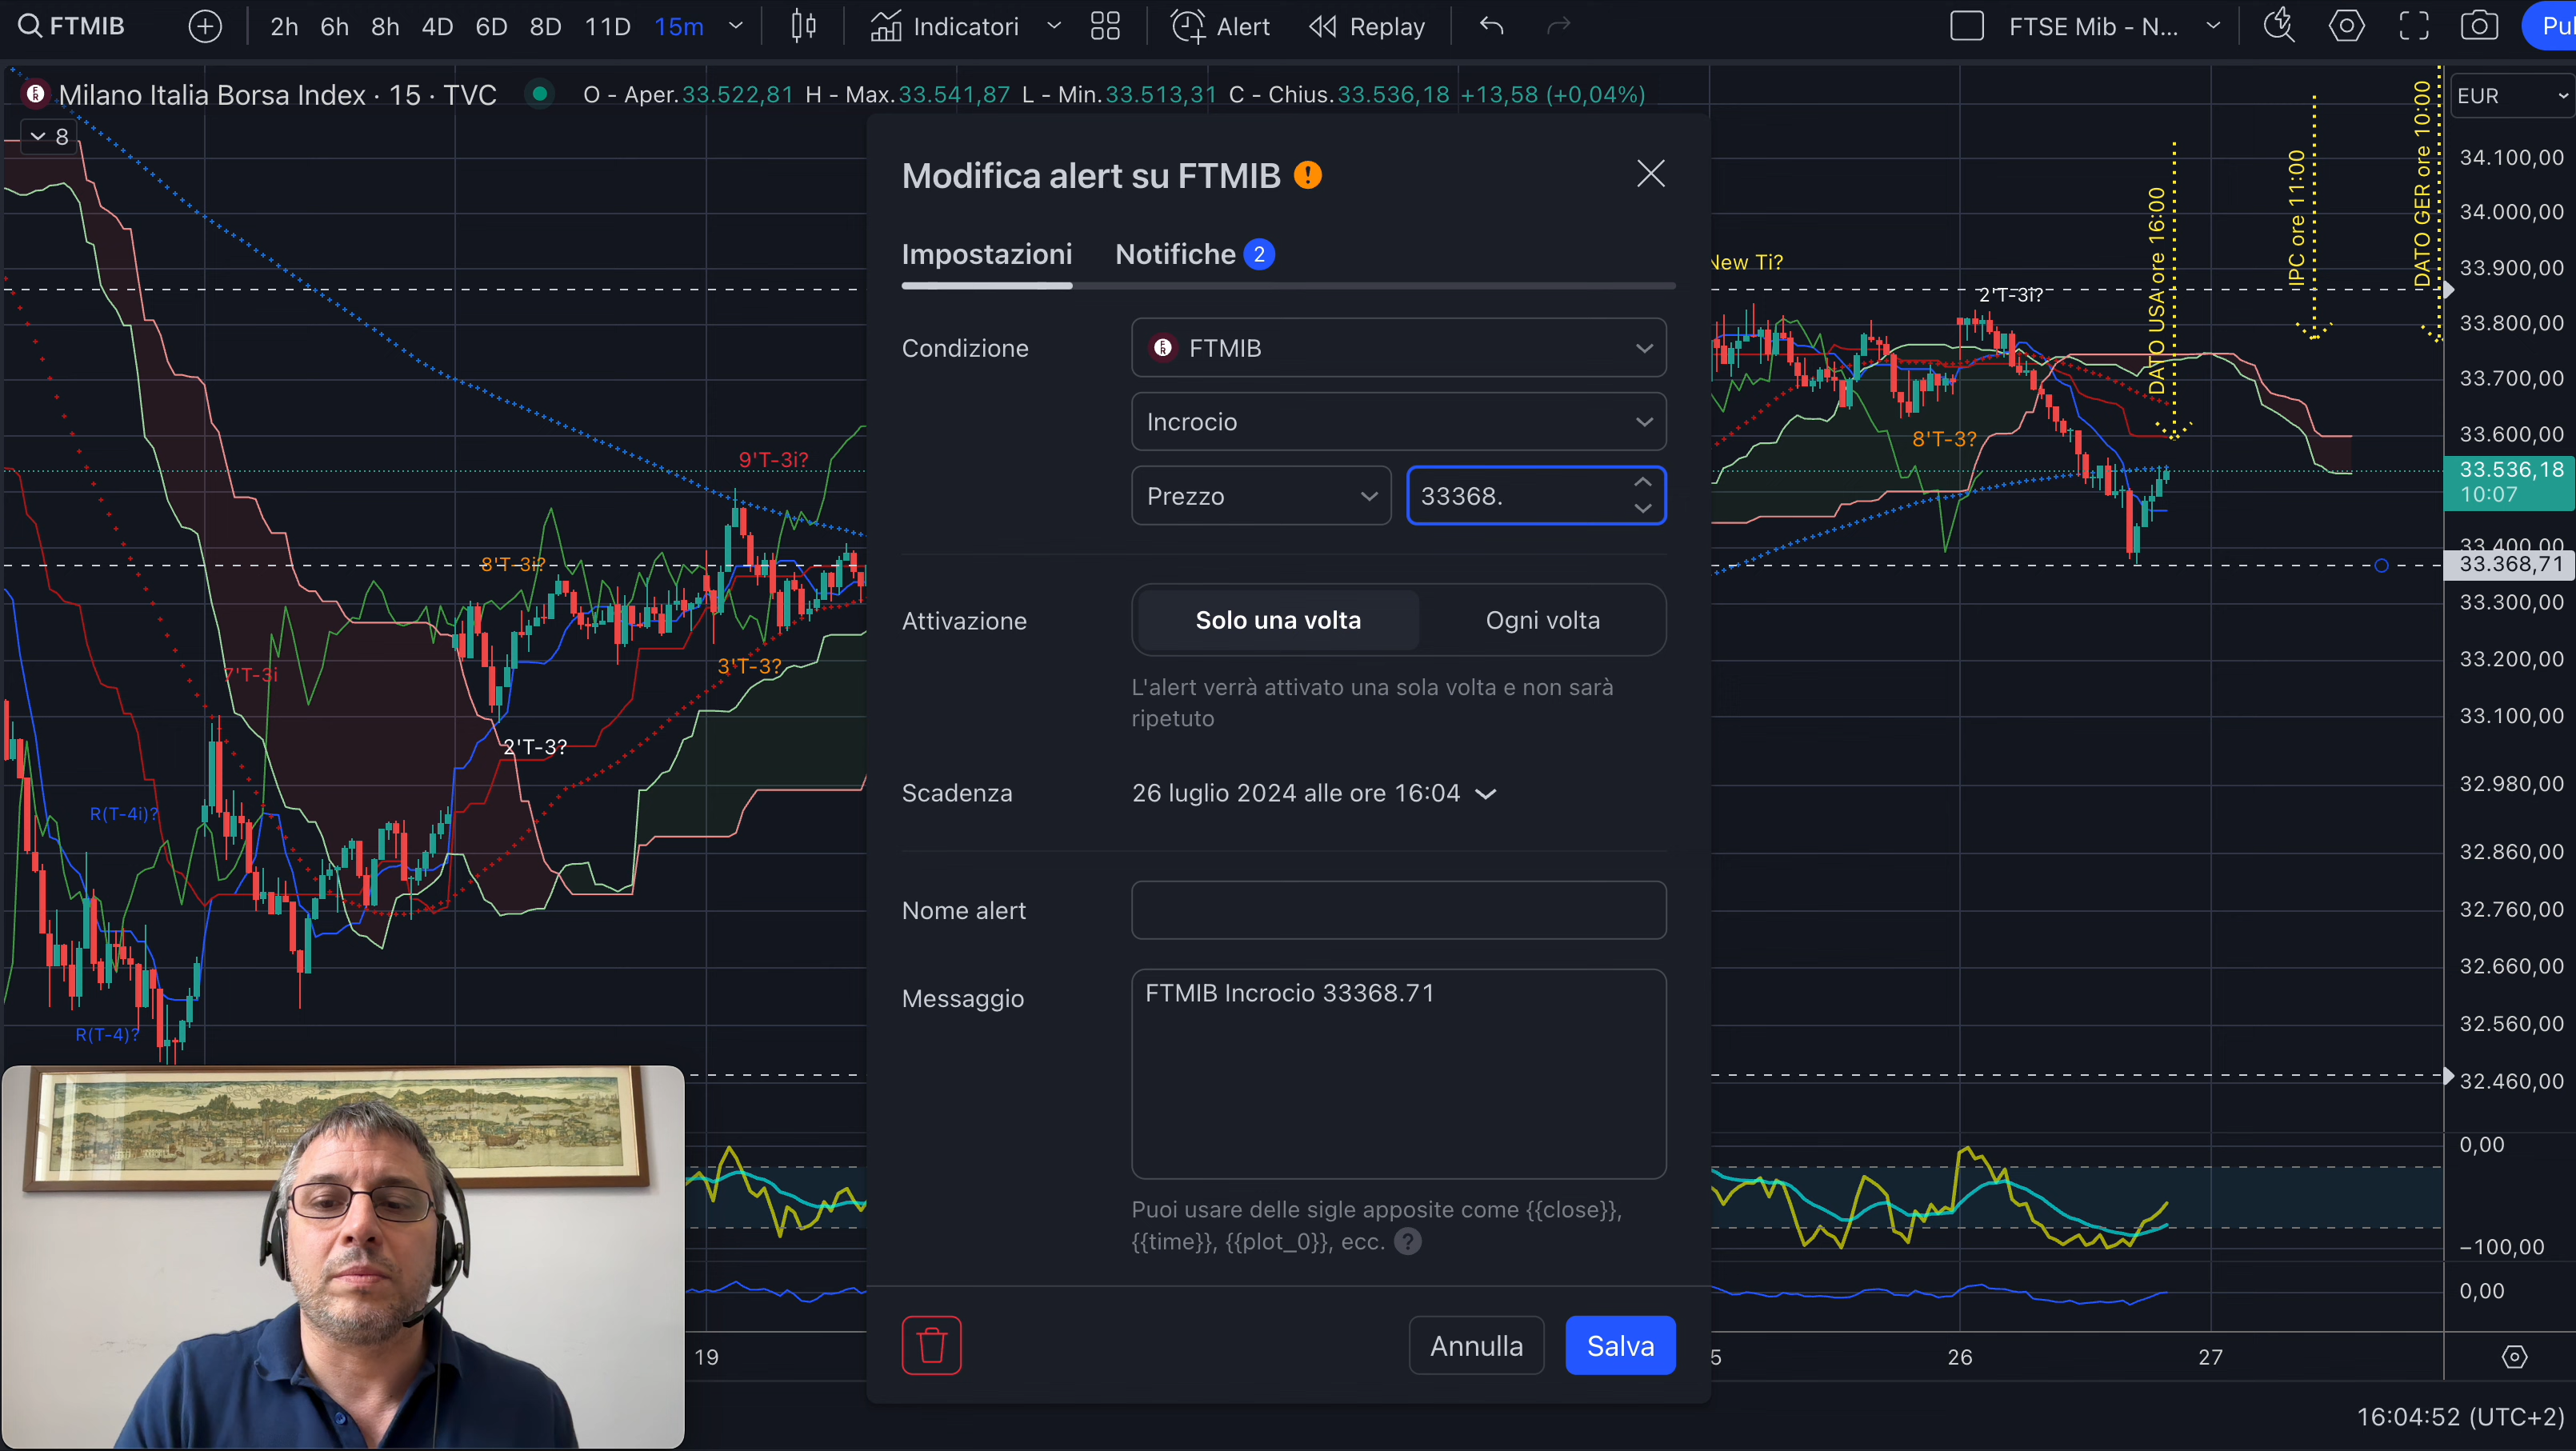 FTMIB
2h 6h 8h 4D 6D 8D 11D 15m Indicatori Alert Replay
FTSE Mib - N...
Pul
Milano Italia Borsa Index · 15 · TVC
O - Aper.33.522,81 H - Max.33.541,87 L - Min.33.513,31 C - Chius.33.536,18 +13,58 (+0,04%)
8
EUR
Modifica alert su FTMIB
Impostazioni Notifiche 2
Condizione FTMIB
Incrocio
Prezzo 33368.
Attivazione Solo una volta Ogni volta
L'alert verrà attivato una sola volta e non sarà
ripetuto
Scadenza 26 luglio 2024 alle ore 16:04
Nome alert
Messaggio FTMIB Incrocio 33368.71
Puoi usare delle sigle apposite come {{close}},
{{time}}, {{plot_0}}, ecc. ?
Annulla Salva
9'T-3i?
8'T-3i?
7'T-3i
3'T-3?
2'T-3?
R(T-4i)?
R(T-4)?
New Ti?
2'T-3i?
8'T-3?
DATO USA ore 16:00
IPC ore 11:00
DATO GER ore 10:00
34.100,00
34.000,00
33.900,00
33.800,00
33.700,00
33.600,00
33.536,18
10:07
33.400,00
33.368,71
33.300,00
33.200,00
33.100,00
32.980,00
32.860,00
32.760,00
32.660,00
32.560,00
32.460,00
0,00
−100,00
0,00
19
5
26
27
16:04:52 (UTC+2)